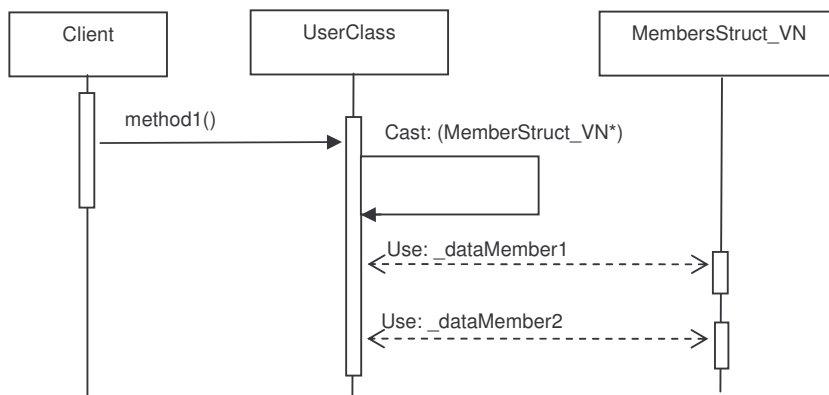 Client
UserClass
MembersStruct_VN
method1()
Cast: (MemberStruct_VN*)
Use: _dataMember1
Use: _dataMember2